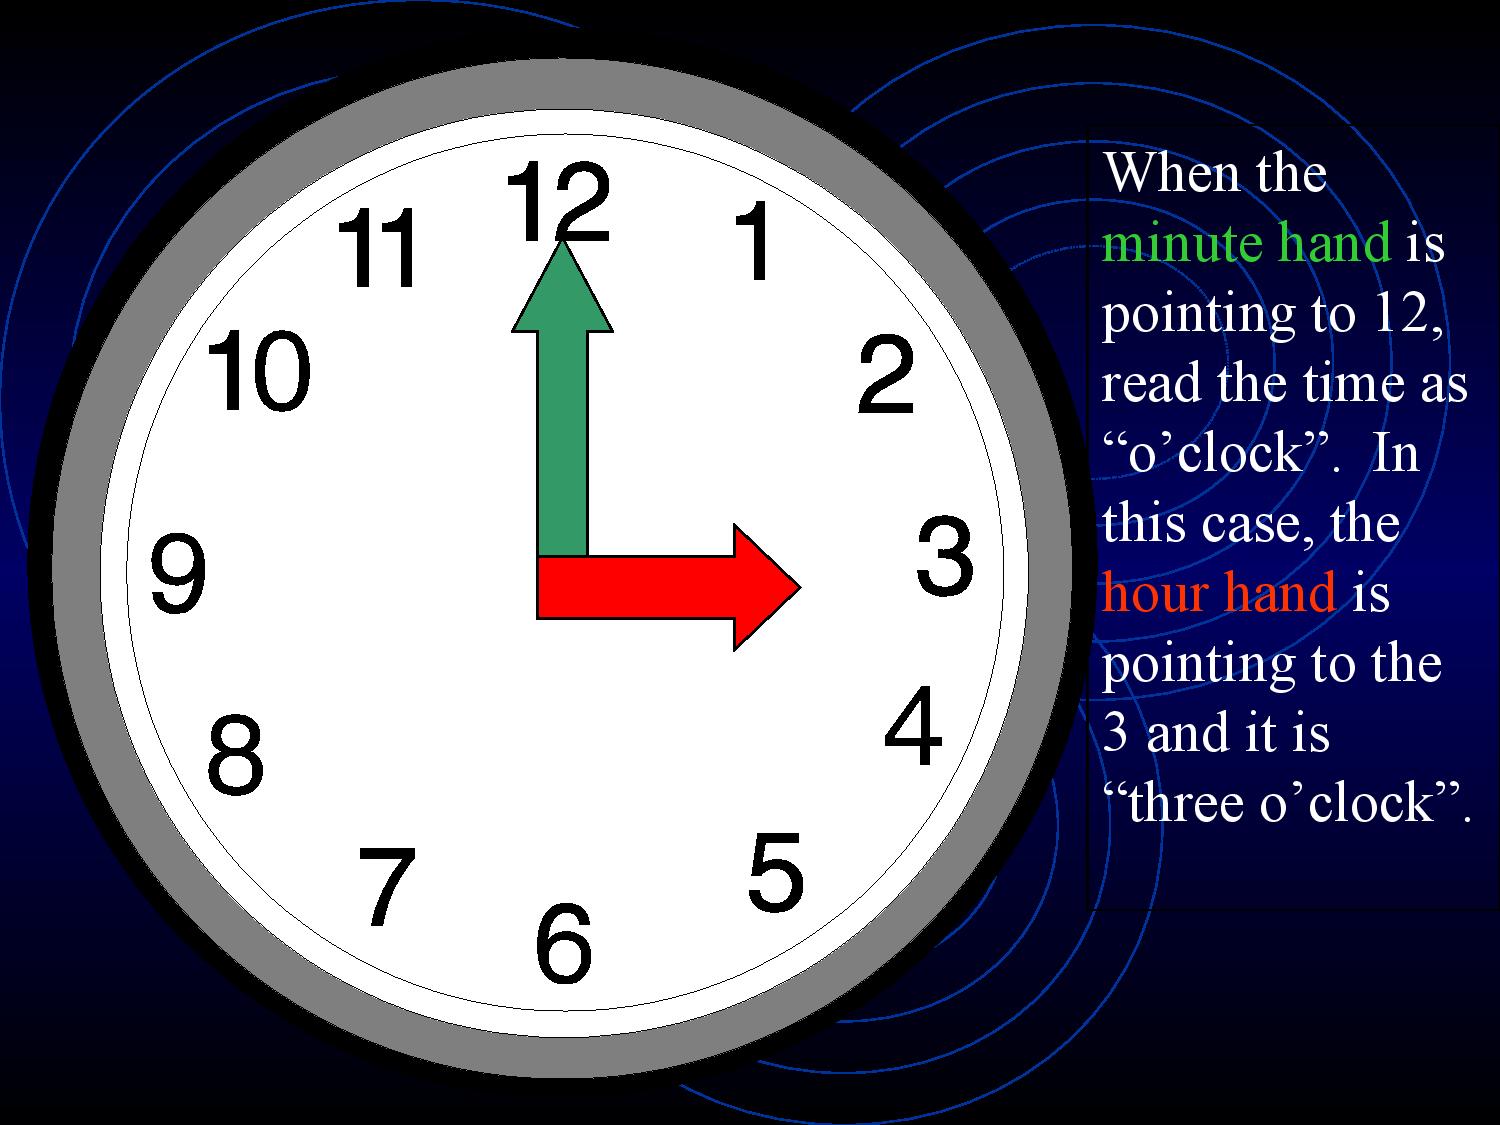 12
1
2
3
4
5
6
7
8
9
10
11
When the
minute hand is
pointing to 12,
read the time as
“o’clock”.  In
this case, the
hour hand is
pointing to the
3 and it is
“three o’clock”.